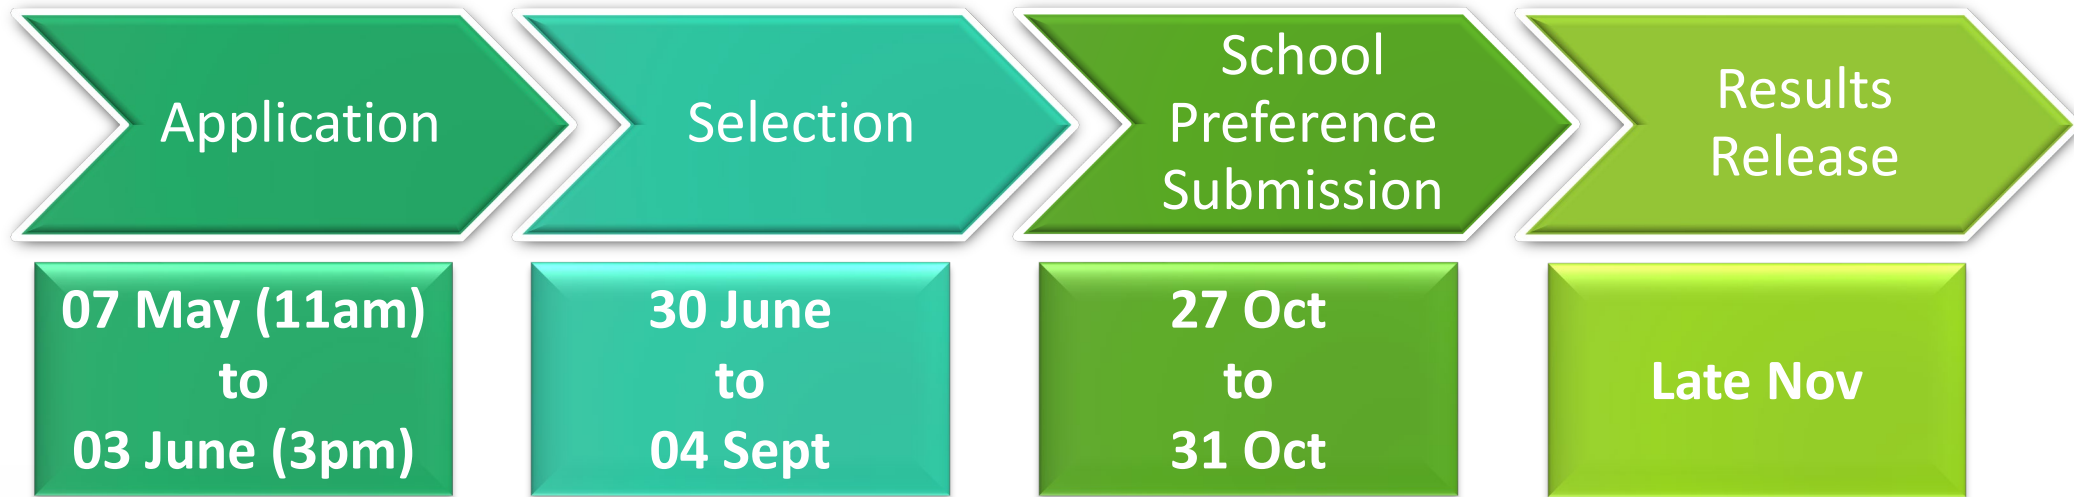 Application
Selection
School
Preference
Submission
Results
Release
07 May (11am)
to
03 June (3pm)
30 June
to
04 Sept
27 Oct
to
31 Oct
Late Nov